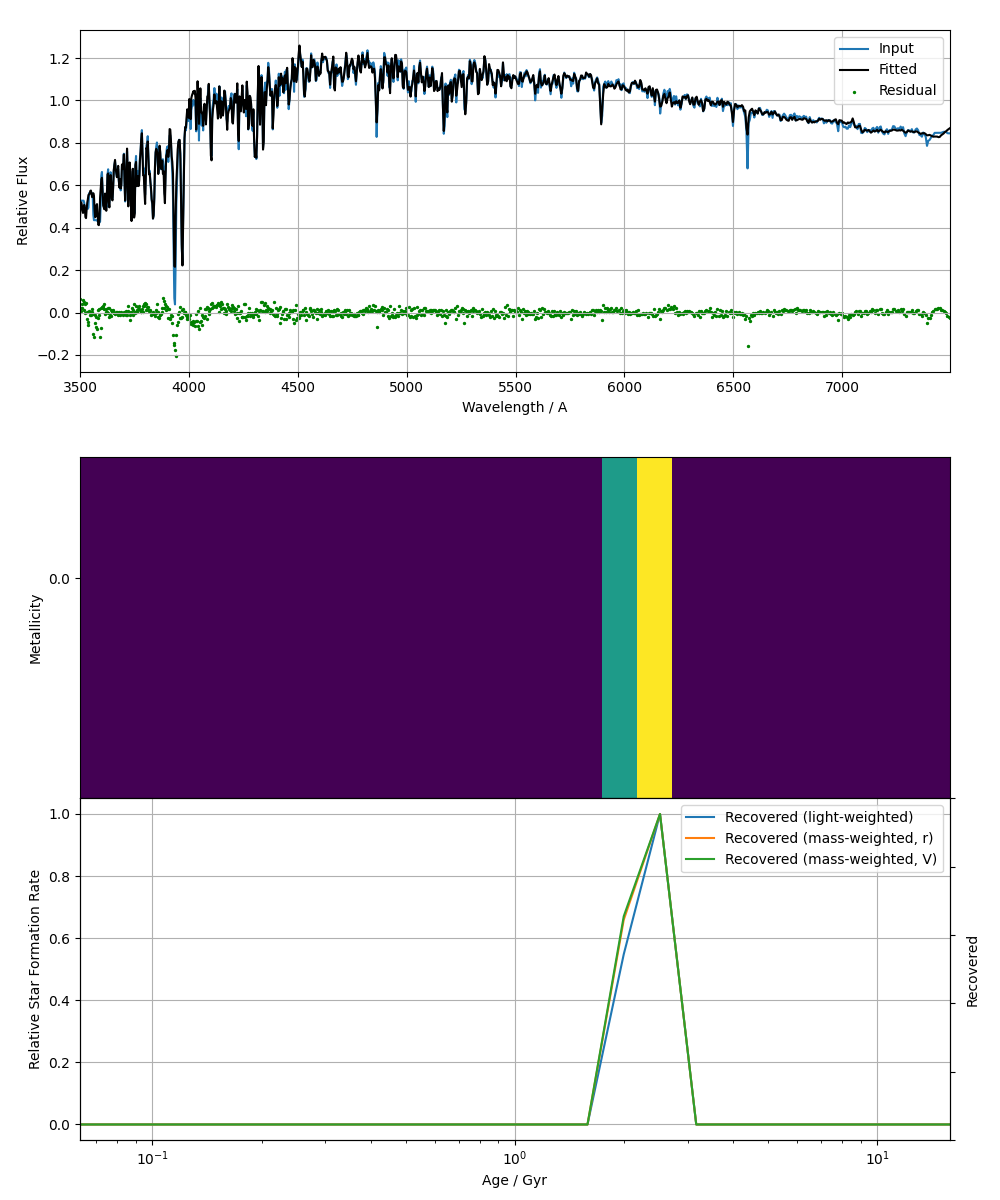 1.2
1.0
0.8
0.6
0.4
0.2
0.0
−0.2
Relative Flux
Input
Fitted
Residual
3500 4000 4500 5000 5500 6000 6500 7000
Wavelength / A
0.0
Metallicity
1.0
0.8
0.6
0.4
0.2
0.0
Relative Star Formation Rate
Recovered (light-weighted)
Recovered (mass-weighted, r)
Recovered (mass-weighted, V)
Recovered
10⁻¹ 10⁰ 10¹
Age / Gyr